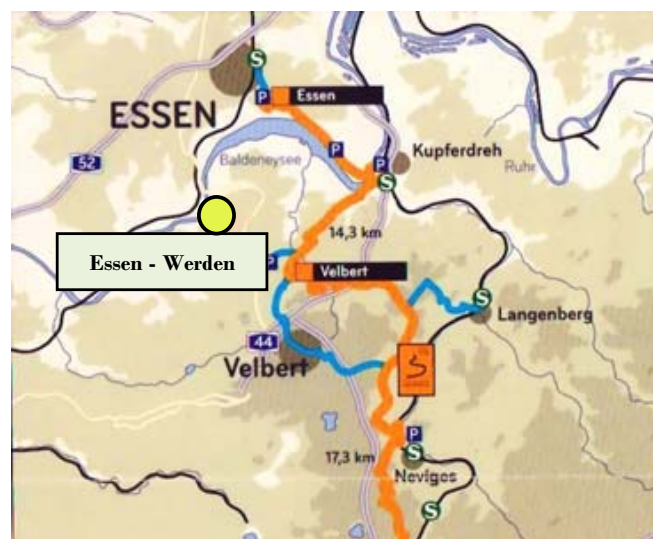 S
ESSEN
P Essen
52
Baldeneysee
P
P
Kupferdreh
S
Ruhr
14,3 km
Essen - Werden
P
Velbert
S
Langenberg
44
Velbert
P
17,3 km
S
Neviges
S